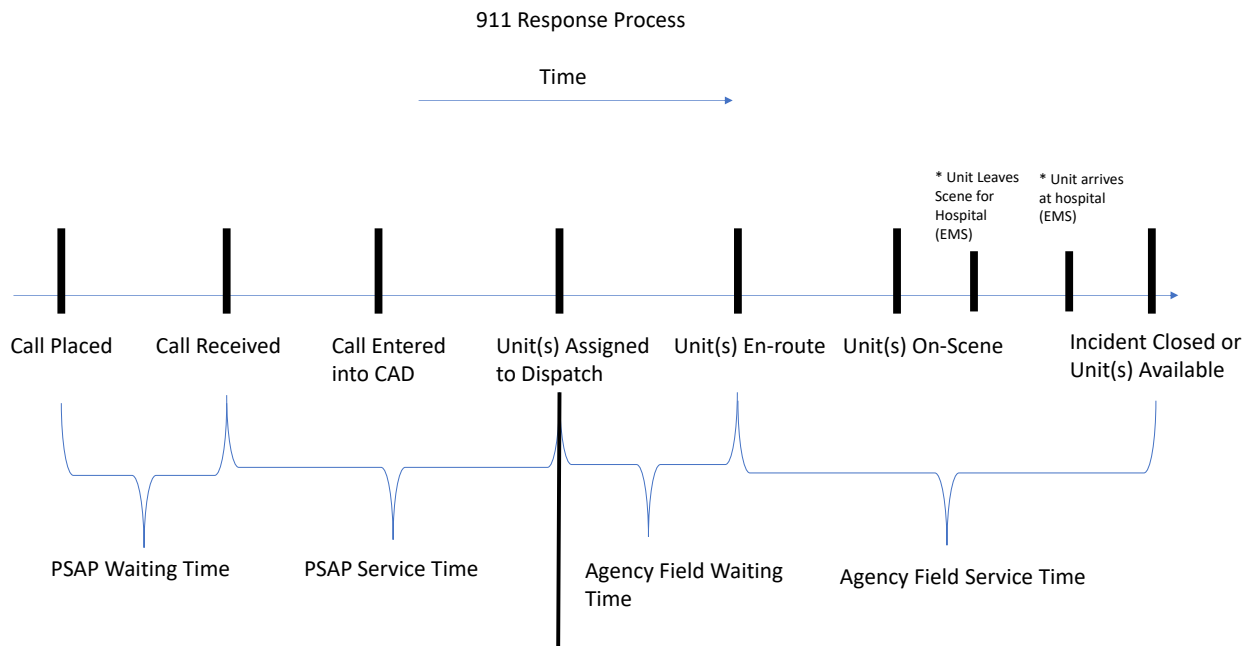 911 Response Process
Time
* Unit Leaves
Scene for
Hospital
(EMS)
* Unit arrives
at hospital
(EMS)
Call Placed
Call Received
Call Entered
into CAD
Unit(s) Assigned
to Dispatch
Unit(s) En-route
Unit(s) On-Scene
Incident Closed or
Unit(s) Available
PSAP Waiting Time
PSAP Service Time
Agency Field Waiting
Time
Agency Field Service Time